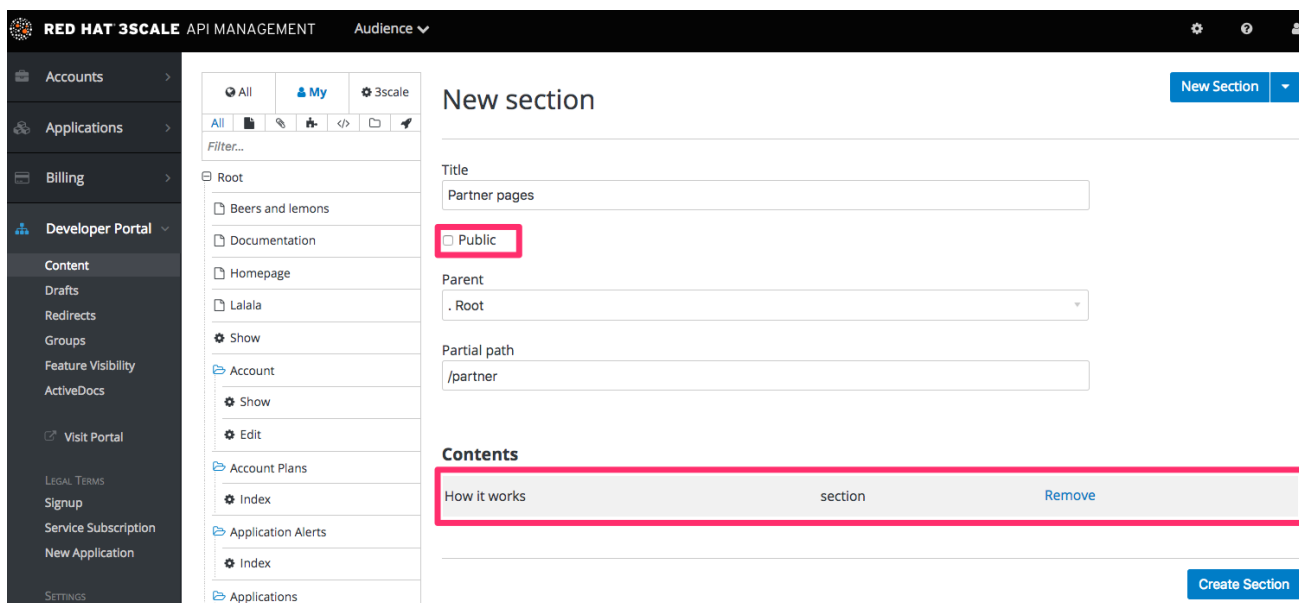 RED HAT 3SCALE API MANAGEMENT
Audience
Accounts
Applications
Billing
Developer Portal
Content
Drafts
Redirects
Groups
Feature Visibility
ActiveDocs
Visit Portal
LEGAL TERMS
Signup
Service Subscription
New Application
SETTINGS
All
My
3scale
All
Filter...
Root
Beers and lemons
Documentation
Homepage
Lalala
Show
Account
Show
Edit
Account Plans
Index
Application Alerts
Index
Applications
New section
New Section
Title
Partner pages
Public
Parent
. Root
Partial path
/partner
Contents
How it works section Remove
Create Section